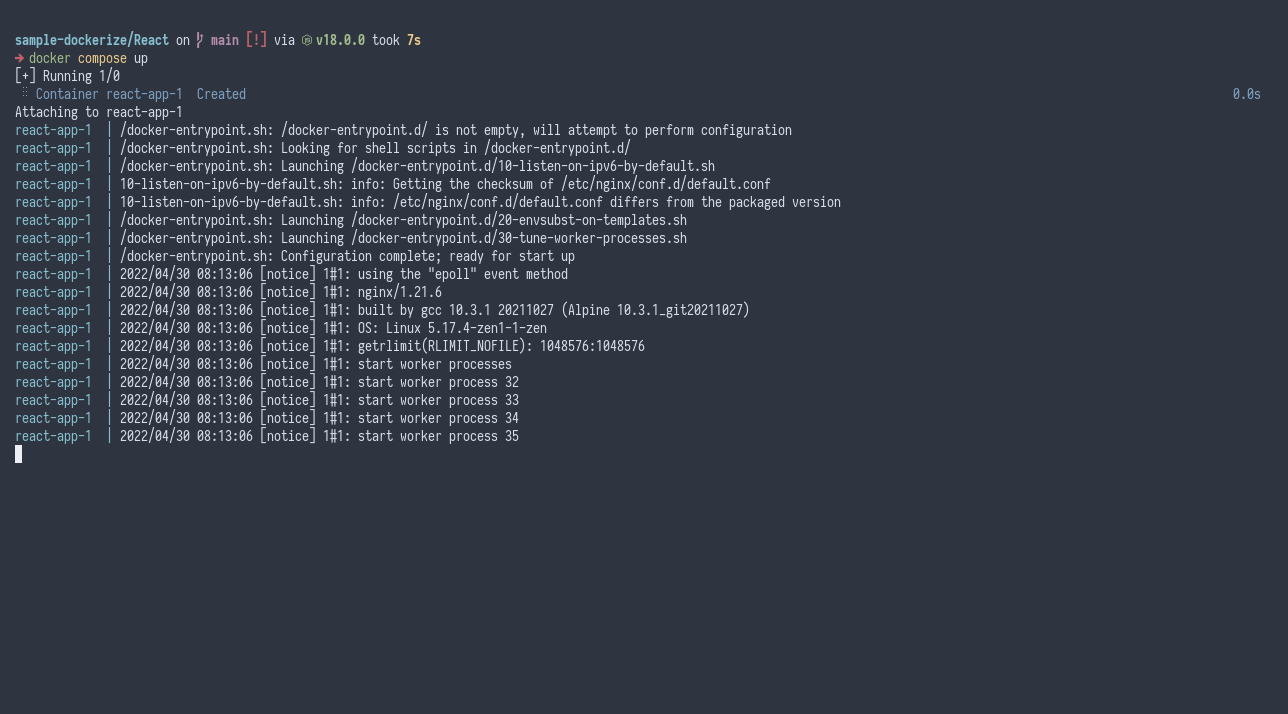 sample-dockerize/React on main [!] via v18.0.0 took 7s
➜ docker compose up
[+] Running 1/0
⠿ Container react-app-1  Created 0.0s
Attaching to react-app-1
react-app-1  | /docker-entrypoint.sh: /docker-entrypoint.d/ is not empty, will attempt to perform configuration
react-app-1  | /docker-entrypoint.sh: Looking for shell scripts in /docker-entrypoint.d/
react-app-1  | /docker-entrypoint.sh: Launching /docker-entrypoint.d/10-listen-on-ipv6-by-default.sh
react-app-1  | 10-listen-on-ipv6-by-default.sh: info: Getting the checksum of /etc/nginx/conf.d/default.conf
react-app-1  | 10-listen-on-ipv6-by-default.sh: info: /etc/nginx/conf.d/default.conf differs from the packaged version
react-app-1  | /docker-entrypoint.sh: Launching /docker-entrypoint.d/20-envsubst-on-templates.sh
react-app-1  | /docker-entrypoint.sh: Launching /docker-entrypoint.d/30-tune-worker-processes.sh
react-app-1  | /docker-entrypoint.sh: Configuration complete; ready for start up
react-app-1  | 2022/04/30 08:13:06 [notice] 1#1: using the "epoll" event method
react-app-1  | 2022/04/30 08:13:06 [notice] 1#1: nginx/1.21.6
react-app-1  | 2022/04/30 08:13:06 [notice] 1#1: built by gcc 10.3.1 20211027 (Alpine 10.3.1_git20211027)
react-app-1  | 2022/04/30 08:13:06 [notice] 1#1: OS: Linux 5.17.4-zen1-1-zen
react-app-1  | 2022/04/30 08:13:06 [notice] 1#1: getrlimit(RLIMIT_NOFILE): 1048576:1048576
react-app-1  | 2022/04/30 08:13:06 [notice] 1#1: start worker processes
react-app-1  | 2022/04/30 08:13:06 [notice] 1#1: start worker process 32
react-app-1  | 2022/04/30 08:13:06 [notice] 1#1: start worker process 33
react-app-1  | 2022/04/30 08:13:06 [notice] 1#1: start worker process 34
react-app-1  | 2022/04/30 08:13:06 [notice] 1#1: start worker process 35